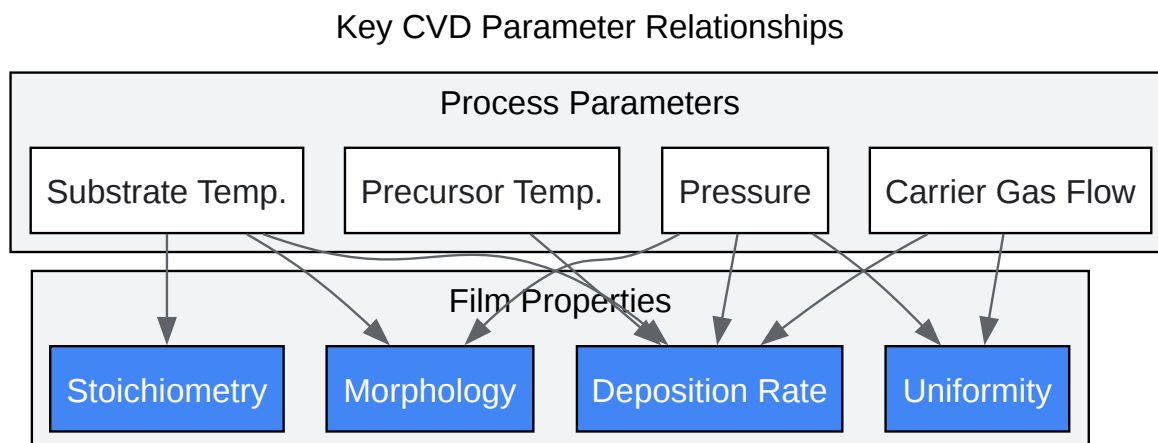 Key CVD Parameter Relationships
Process Parameters
Substrate Temp.
Precursor Temp.
Pressure
Carrier Gas Flow
Film Properties
Stoichiometry
Morphology
Deposition Rate
Uniformity